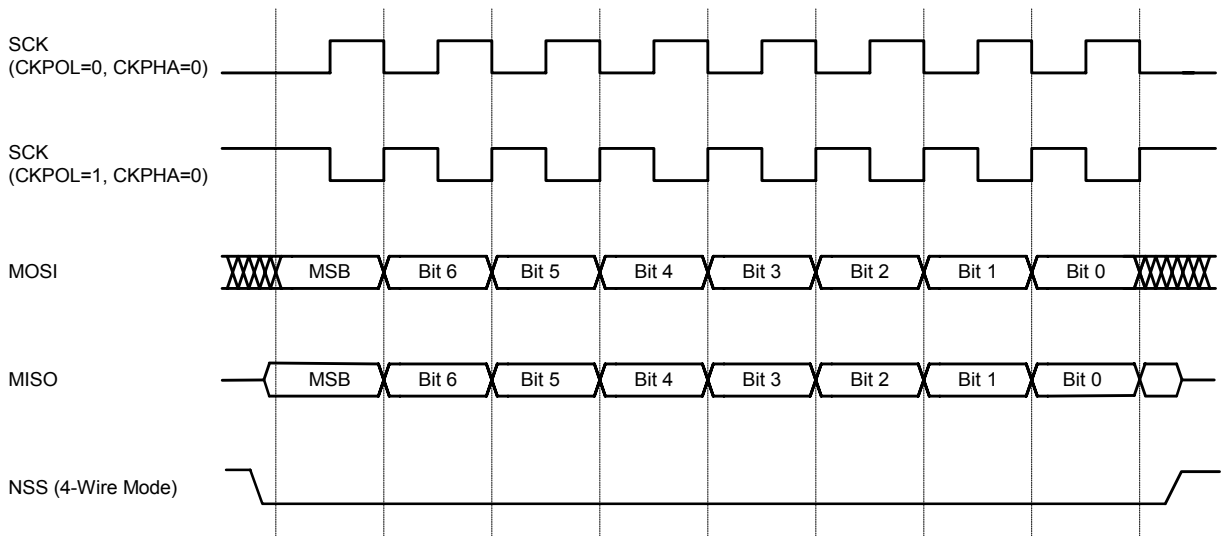 SCK
(CKPOL=0, CKPHA=0)
SCK
(CKPOL=1, CKPHA=0)
MOSI MSB Bit 6 Bit 5 Bit 4 Bit 3 Bit 2 Bit 1 Bit 0
MISO MSB Bit 6 Bit 5 Bit 4 Bit 3 Bit 2 Bit 1 Bit 0
NSS (4-Wire Mode)